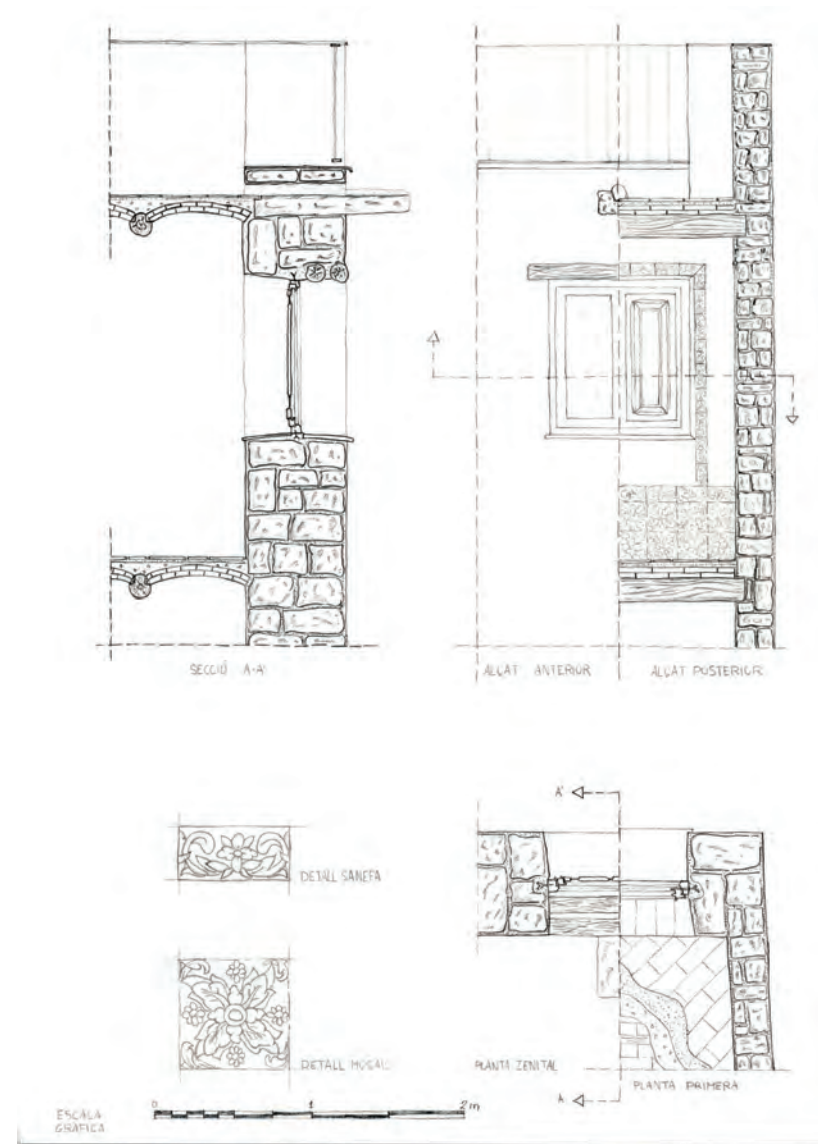 SECCIÓ A-A'
ALÇAT ANTERIOR
ALÇAT POSTERIOR
A'
DETALL SANEFA
DETALL MOSAIC
PLANTA ZENITAL
PLANTA PRIMERA
A
ESCALA
GRÀFICA
0 1 2m